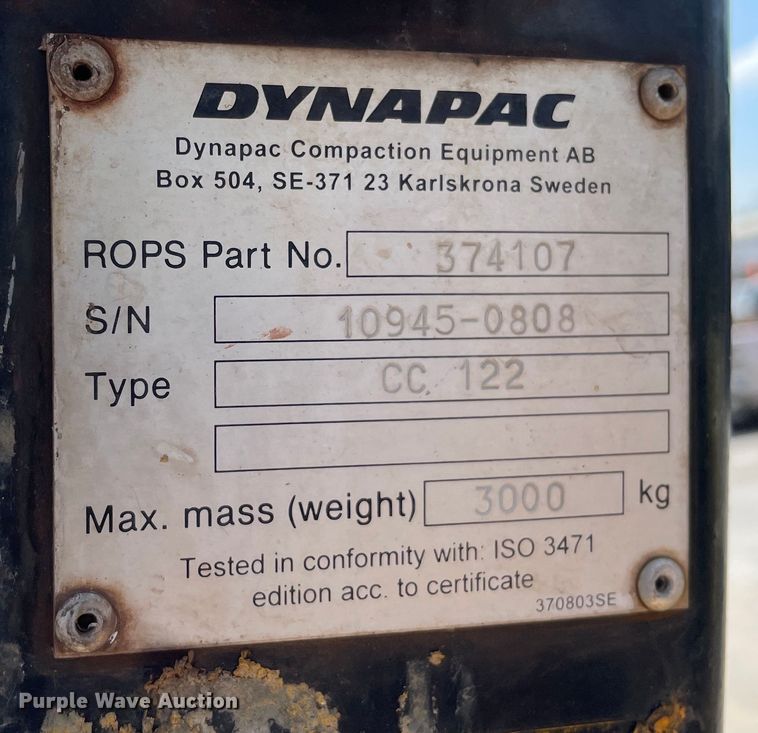 DYNAPAC
Dynapac Compaction Equipment AB
Box 504, SE-371 23 Karlskrona Sweden
ROPS Part No. 374107
S/N 10945-0808
Type CC 122
Max. mass (weight) 3000 kg
Tested in conformity with: ISO 3471
edition acc. to certificate
370803SE
Purple Wave Auction